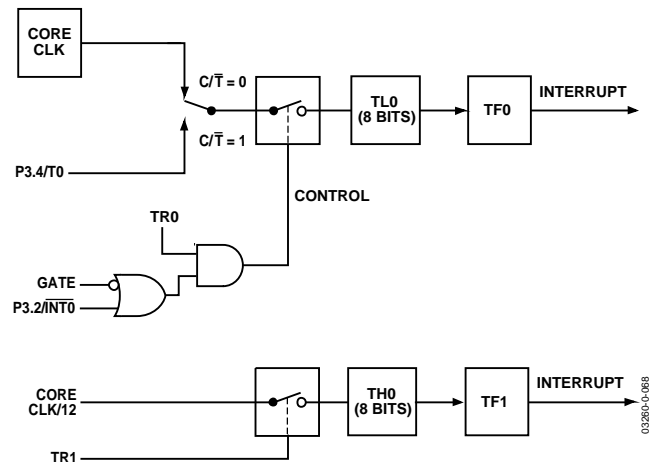 CORE
CLK
C/T̅ = 0
C/T̅ = 1
P3.4/T0
TL0
(8 BITS)
TF0
INTERRUPT
CONTROL
TR0
GATE
P3.2/I̅N̅T̅0̅
CORE
CLK/12
TH0
(8 BITS)
TF1
INTERRUPT
TR1
03260-0-068